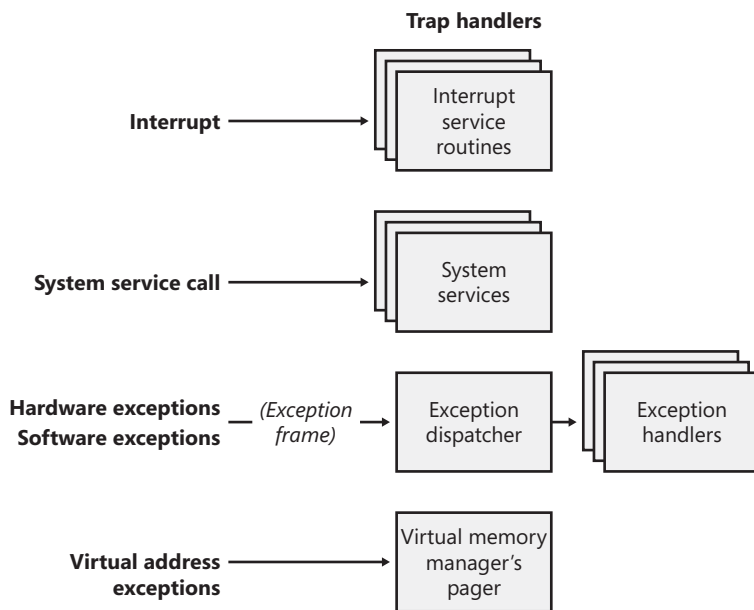 Trap handlers
Interrupt
Interrupt
service
routines
System service call
System
services
Hardware exceptions
Software exceptions
(Exception
frame)
Exception
dispatcher
Exception
handlers
Virtual address
exceptions
Virtual memory
manager's
pager